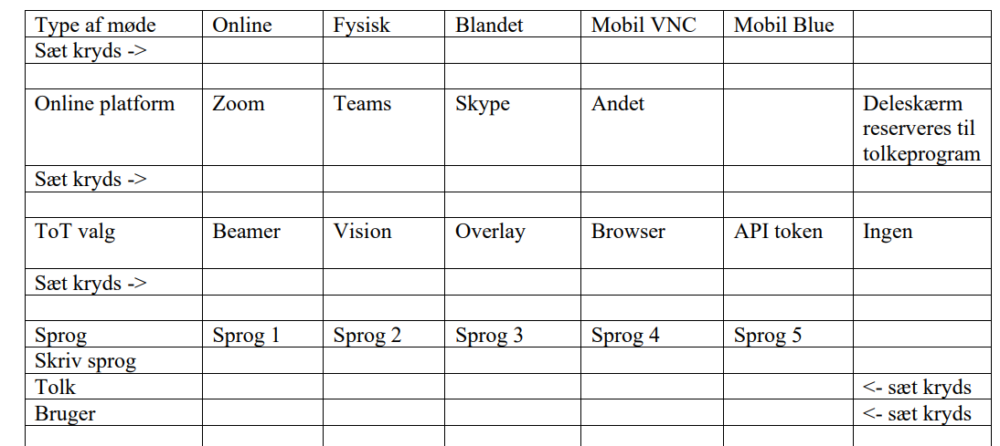 Type af møde Online Fysisk Blandet Mobil VNC Mobil Blue
Sæt kryds ->
Online platform Zoom Teams Skype Andet Deleskærm
reserveres til
tolkeprogram
Sæt kryds ->
ToT valg Beamer Vision Overlay Browser API token Ingen
Sæt kryds ->
Sprog Sprog 1 Sprog 2 Sprog 3 Sprog 4 Sprog 5
Skriv sprog
Tolk <- sæt kryds
Bruger <- sæt kryds